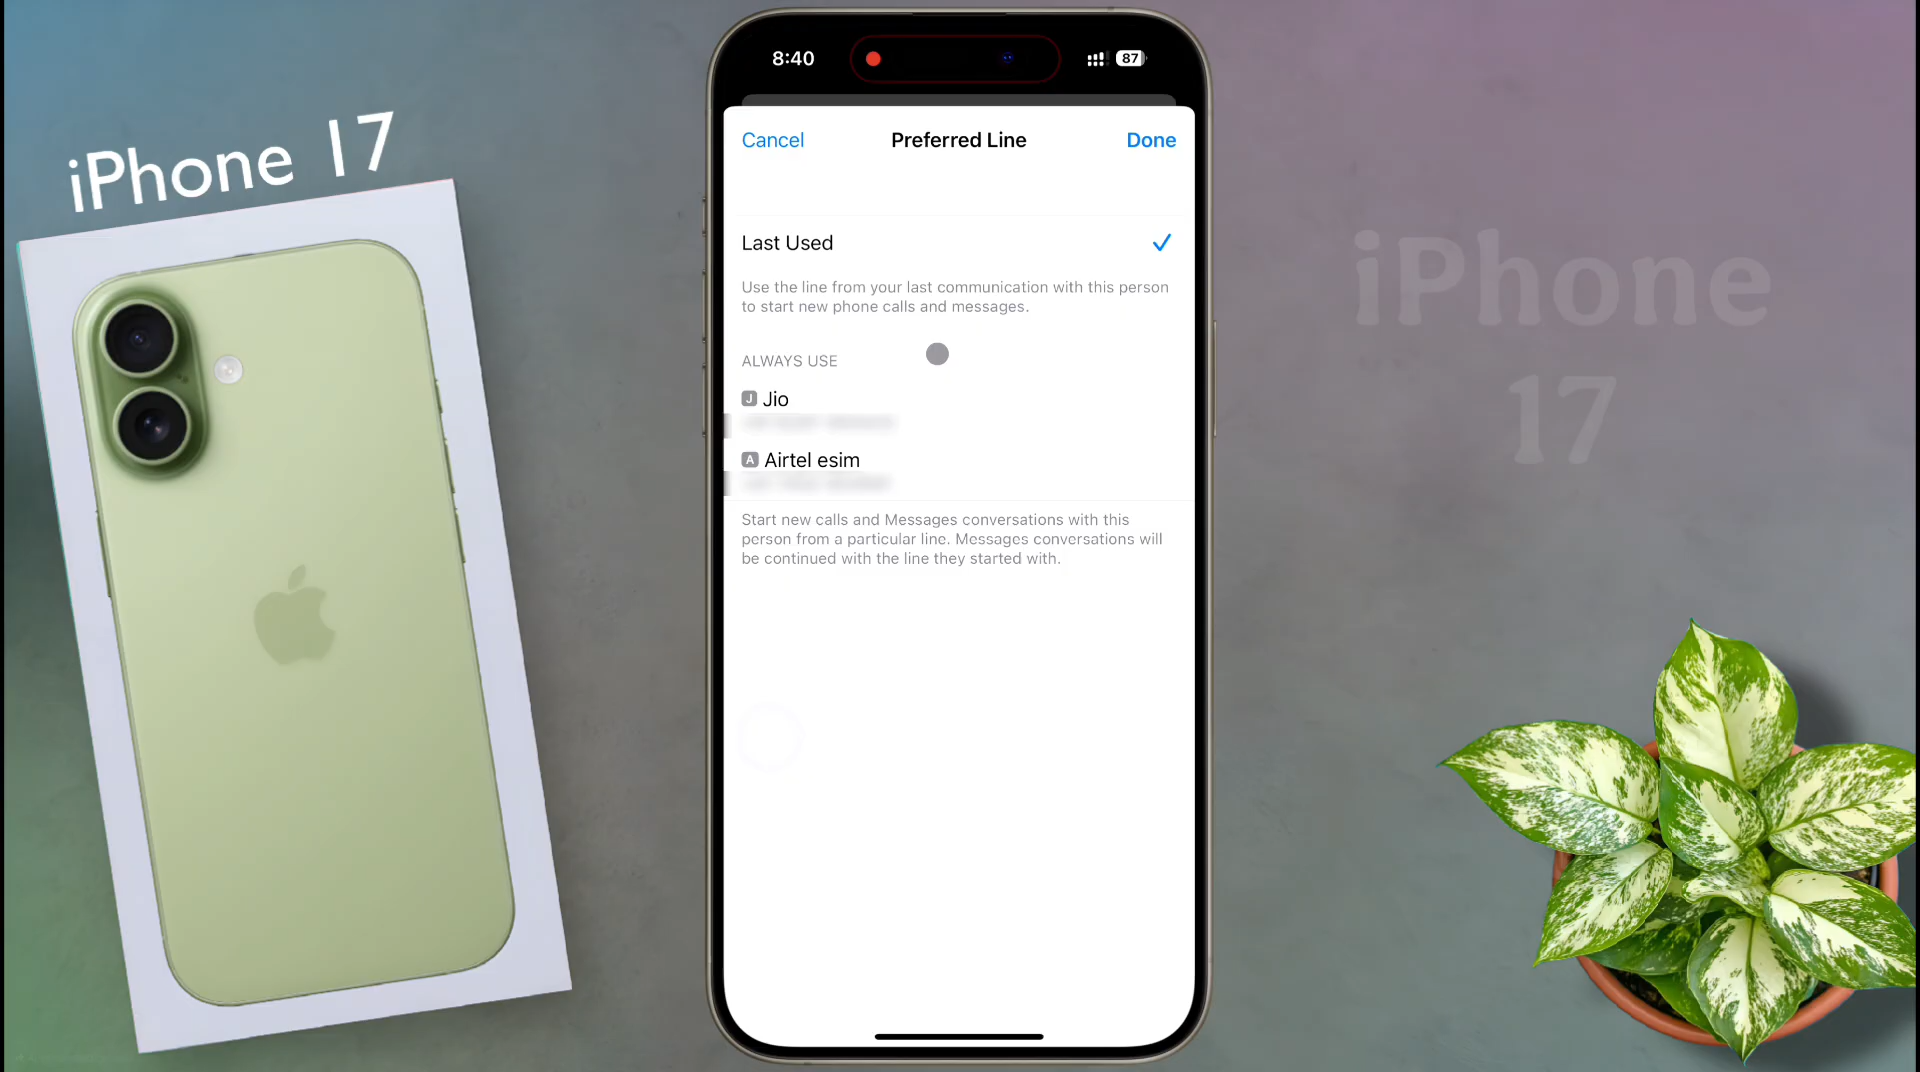 iPhone 17
8:40
87
Cancel
Preferred Line
Done
Last Used
Use the line from your last communication with this person
to start new phone calls and messages.
ALWAYS USE
J Jio
A Airtel esim
Start new calls and Messages conversations with this
person from a particular line. Messages conversations will
be continued with the line they started with.
iPhone
17